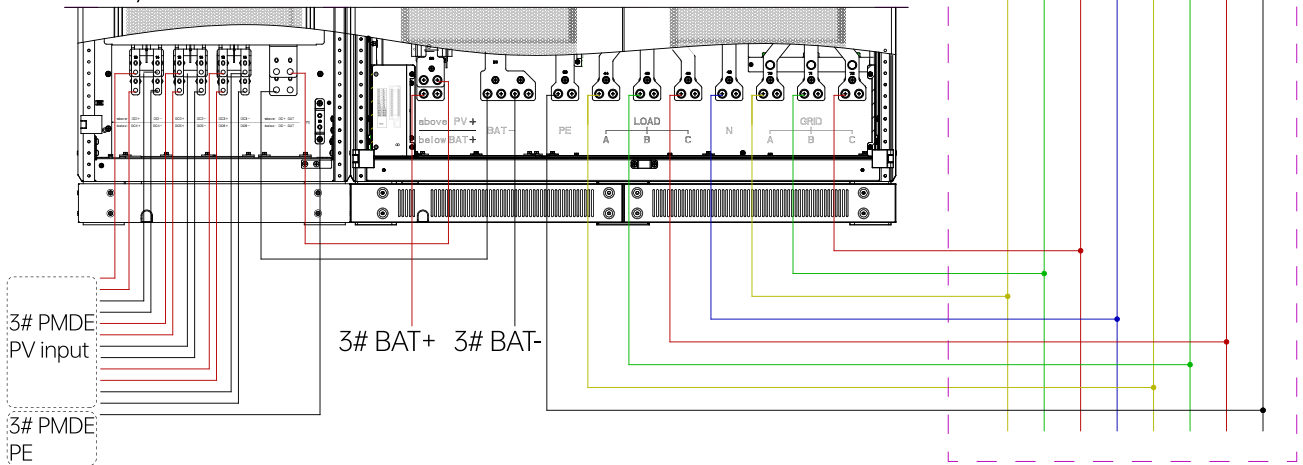 above PV+
below BAT+
BAT-
PE
LOAD
A B C
N
GRID
A B C
3# PMDE
PV input
3# BAT+ 3# BAT-
3# PMDE
PE